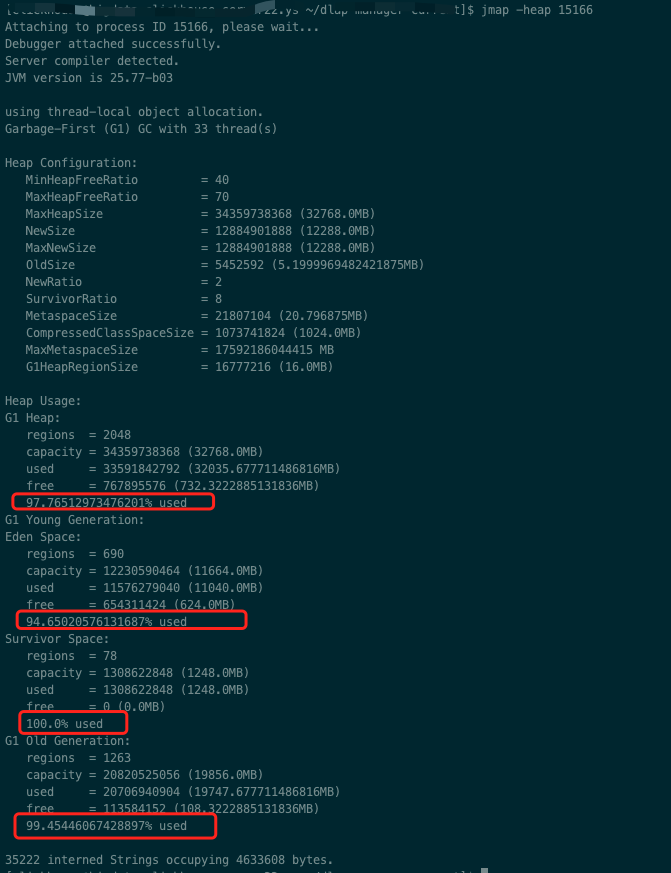 ~/dlap-manager-current]$ jmap -heap 15166
Attaching to process ID 15166, please wait...
Debugger attached successfully.
Server compiler detected.
JVM version is 25.77-b03
using thread-local object allocation.
Garbage-First (G1) GC with 33 thread(s)
Heap Configuration:
MinHeapFreeRatio         = 40
MaxHeapFreeRatio         = 70
MaxHeapSize              = 34359738368 (32768.0MB)
NewSize                  = 12884901888 (12288.0MB)
MaxNewSize               = 12884901888 (12288.0MB)
OldSize                  = 5452592 (5.1999969482421875MB)
NewRatio                 = 2
SurvivorRatio            = 8
MetaspaceSize            = 21807104 (20.796875MB)
CompressedClassSpaceSize = 1073741824 (1024.0MB)
MaxMetaspaceSize         = 17592186044415 MB
G1HeapRegionSize         = 16777216 (16.0MB)
Heap Usage:
G1 Heap:
regions  = 2048
capacity = 34359738368 (32768.0MB)
used     = 33591842792 (32035.677711486816MB)
free     = 767895576 (732.3222885131836MB)
97.76512973476201% used
G1 Young Generation:
Eden Space:
regions  = 690
capacity = 12230590464 (11664.0MB)
used     = 11576279040 (11040.0MB)
free     = 654311424 (624.0MB)
94.65020576131687% used
Survivor Space:
regions  = 78
capacity = 1308622848 (1248.0MB)
used     = 1308622848 (1248.0MB)
free     = 0 (0.0MB)
100.0% used
G1 Old Generation:
regions  = 1263
capacity = 20820525056 (19856.0MB)
used     = 20706940904 (19747.677711486816MB)
free     = 113584152 (108.3222885131836MB)
99.45446067428897% used
35222 interned Strings occupying 4633608 bytes.